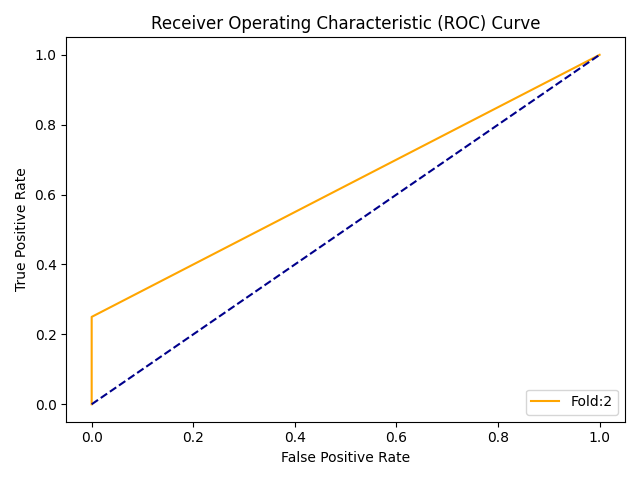 Receiver Operating Characteristic (ROC) Curve
1.0
0.8
0.6
0.4
0.2
0.0
True Positive Rate
0.0 0.2 0.4 0.6 0.8 1.0
False Positive Rate
Fold:2